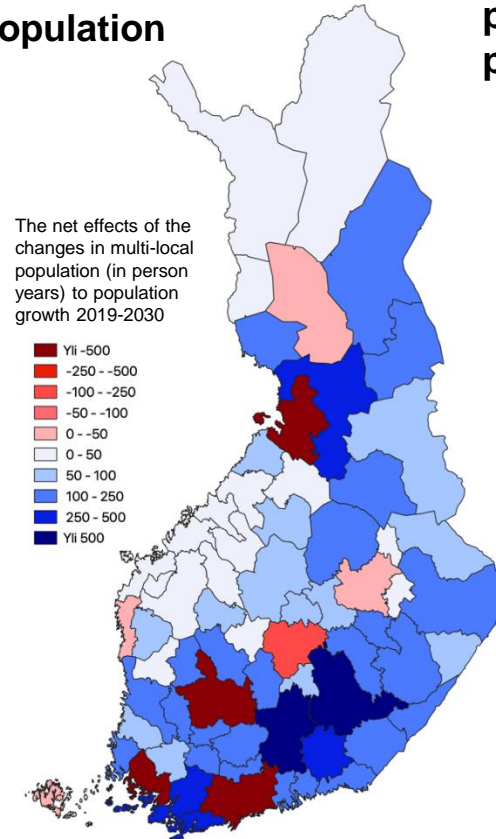 opulation
p
p
The net effects of the
changes in multi-local
population (in person
years) to population
growth 2019-2030
Yli -500
-250 - -500
-100 - -250
-50 - -100
0 - -50
0 - 50
50 - 100
100 - 250
250 - 500
Yli 500